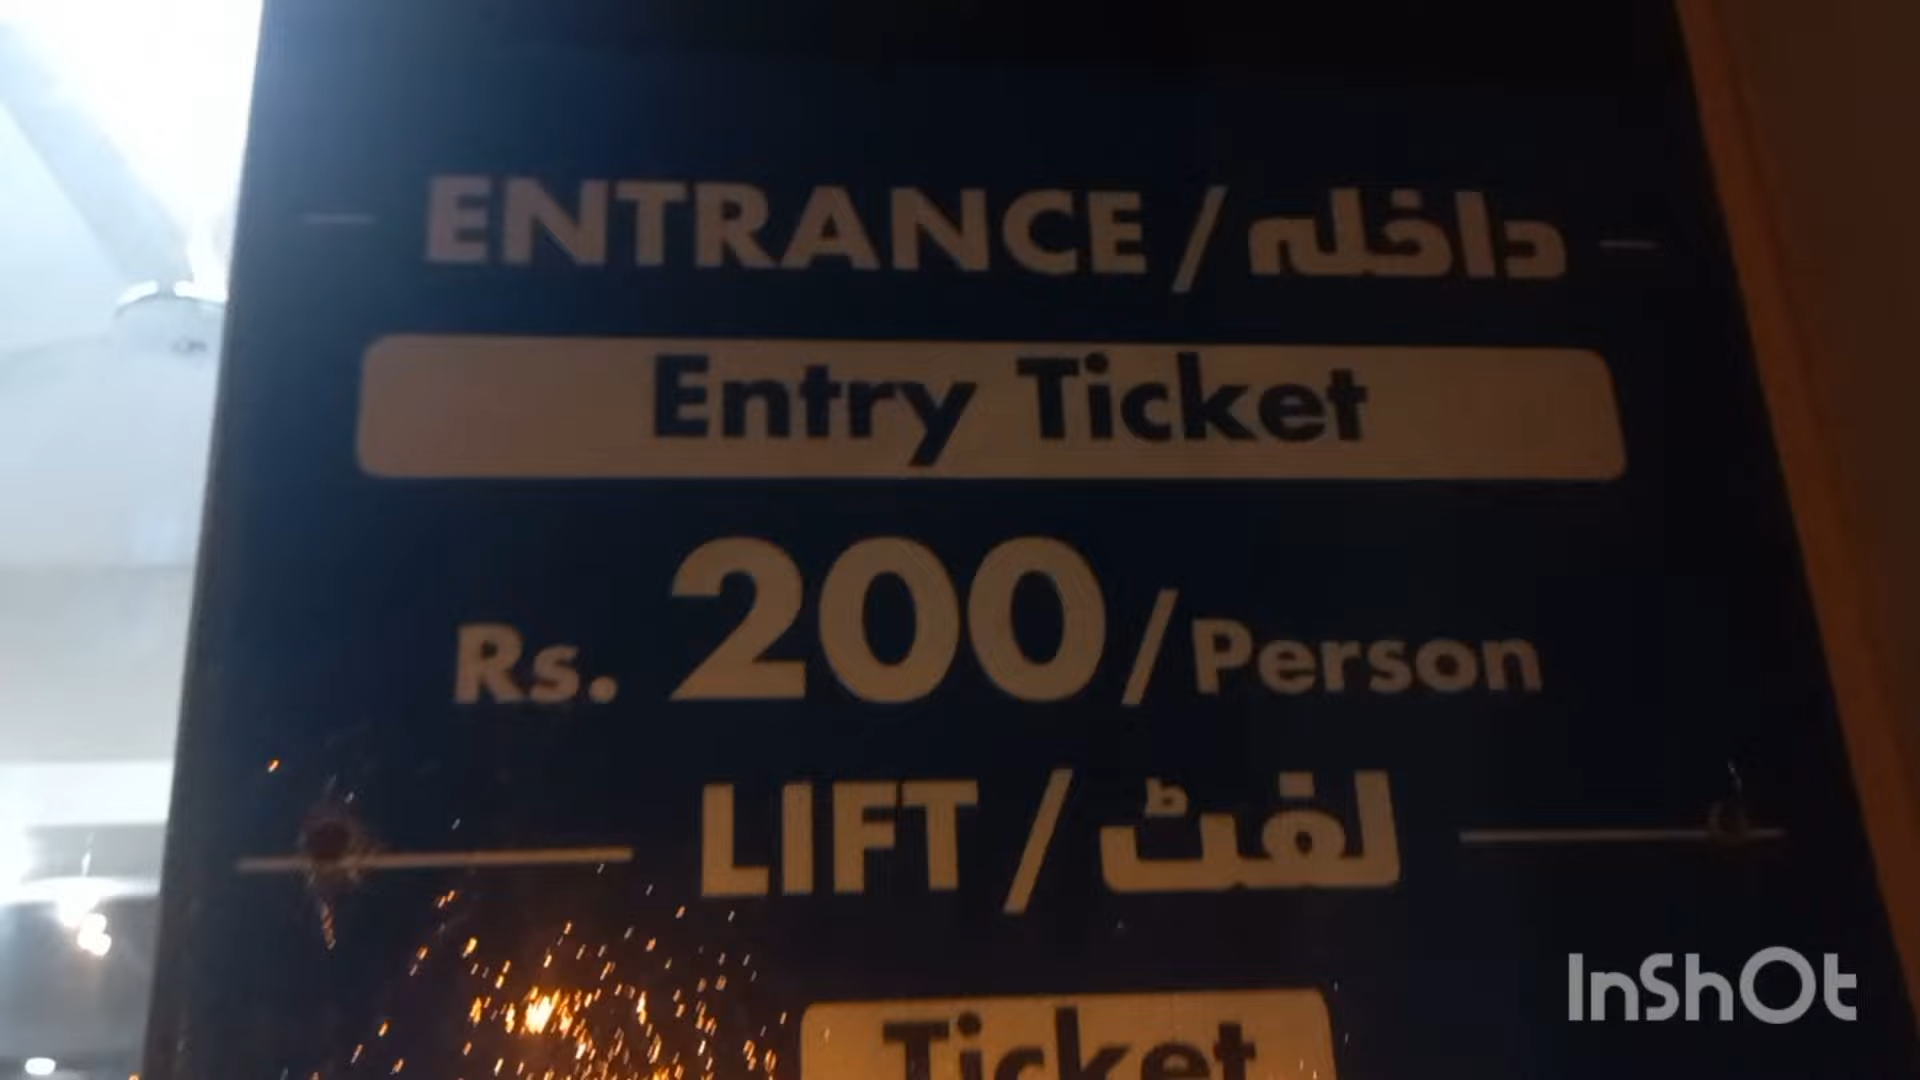 ENTRANCE / داخلہ
Entry Ticket
Rs. 200/Person
LIFT / لفٹ
Ticket
InShOt